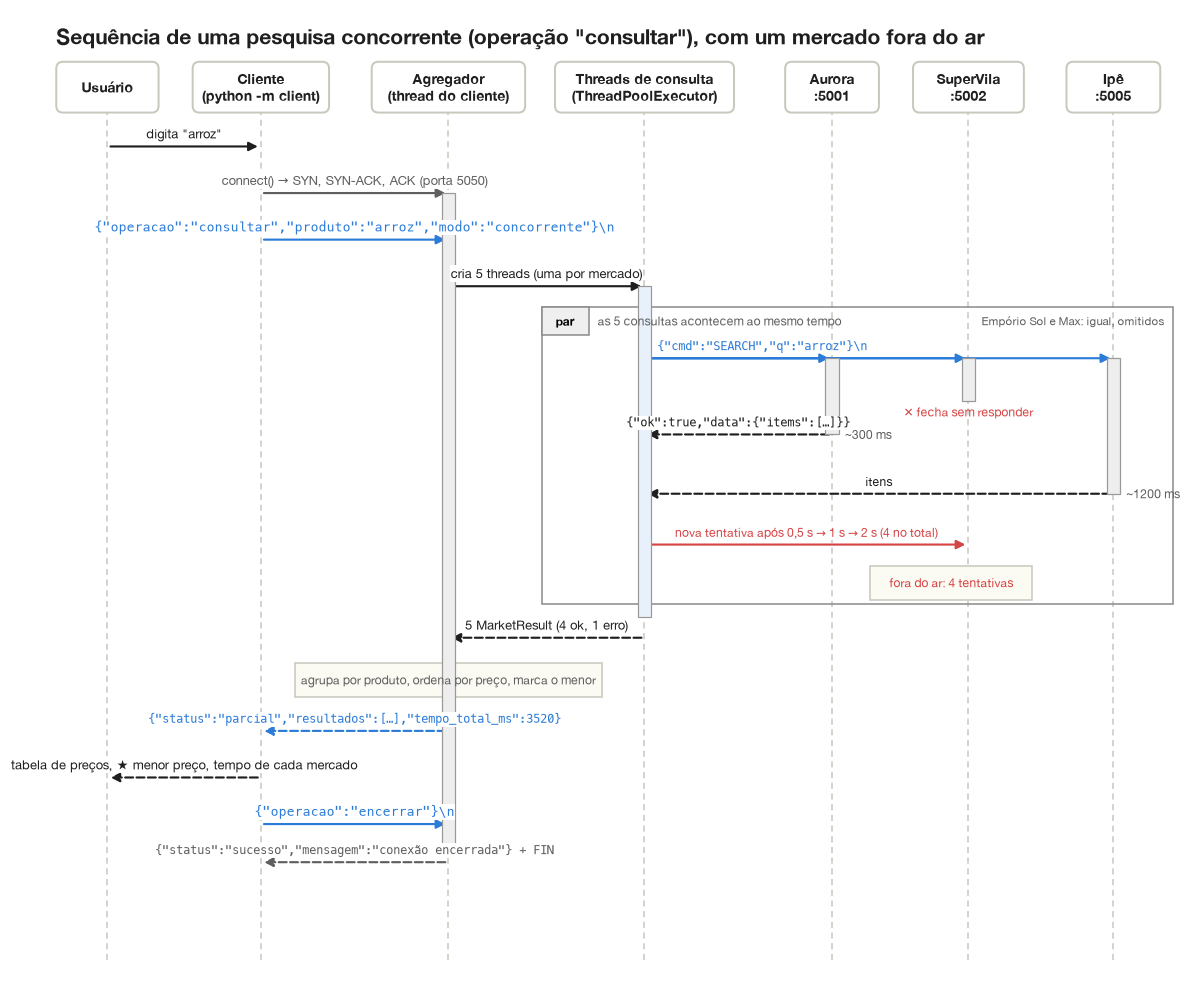 Sequência de uma pesquisa concorrente (operação "consultar"), com um mercado fora do ar
Usuário
Cliente
(python -m client)
Agregador
(thread do cliente)
Threads de consulta
(ThreadPoolExecutor)
Aurora
:5001
SuperVila
:5002
Ipê
:5005
digita "arroz"
connect() → SYN, SYN-ACK, ACK (porta 5050)
{"operacao":"consultar","produto":"arroz","modo":"concorrente"}\n
cria 5 threads (uma por mercado)
par
as 5 consultas acontecem ao mesmo tempo
Empório Sol e Max: igual, omitidos
{"cmd":"SEARCH","q":"arroz"}\n
✕ fecha sem responder
{"ok":true,"data":{"items":[…]}}
~300 ms
itens
~1200 ms
nova tentativa após 0,5 s → 1 s → 2 s (4 no total)
fora do ar: 4 tentativas
5 MarketResult (4 ok, 1 erro)
agrupa por produto, ordena por preço, marca o menor
{"status":"parcial","resultados":[…],"tempo_total_ms":3520}
tabela de preços, ★ menor preço, tempo de cada mercado
{"operacao":"encerrar"}\n
{"status":"sucesso","mensagem":"conexão encerrada"} + FIN